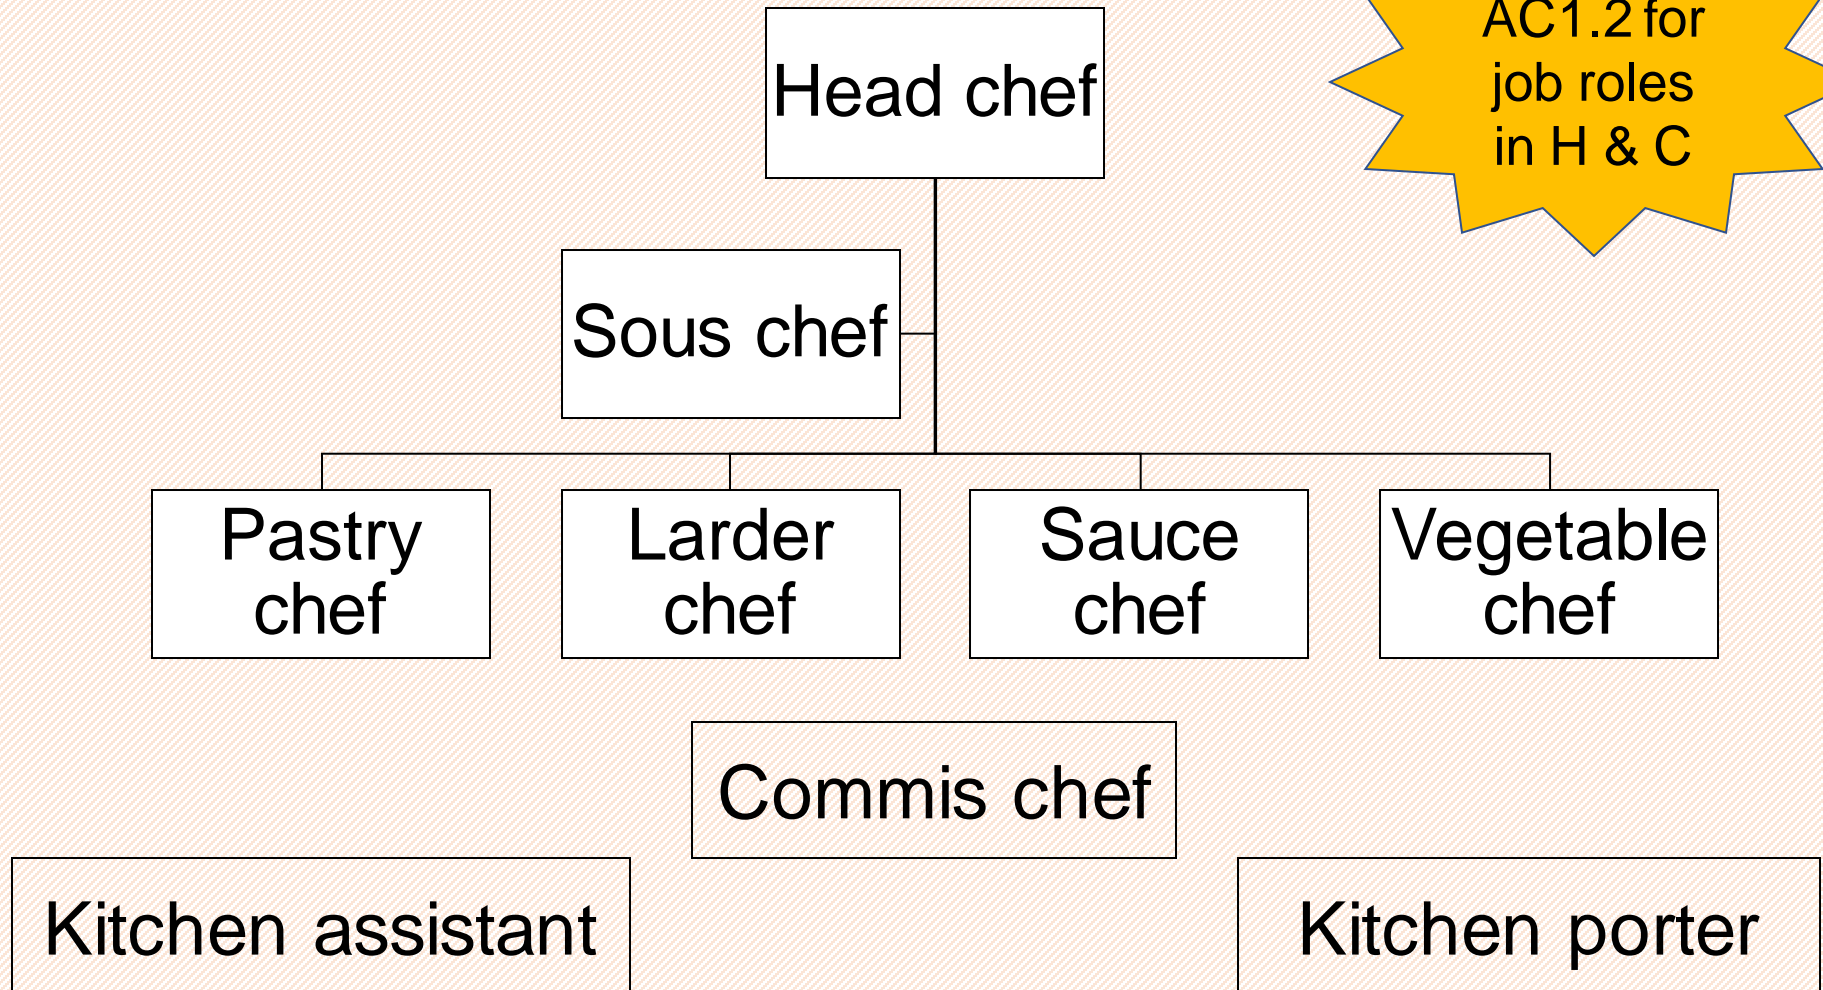 AC1.2 for
job roles
in H & C
Head chef
Sous chef
Pastry
chef
Larder
chef
Sauce
chef
Vegetable
chef
Commis chef
Kitchen assistant
Kitchen porter